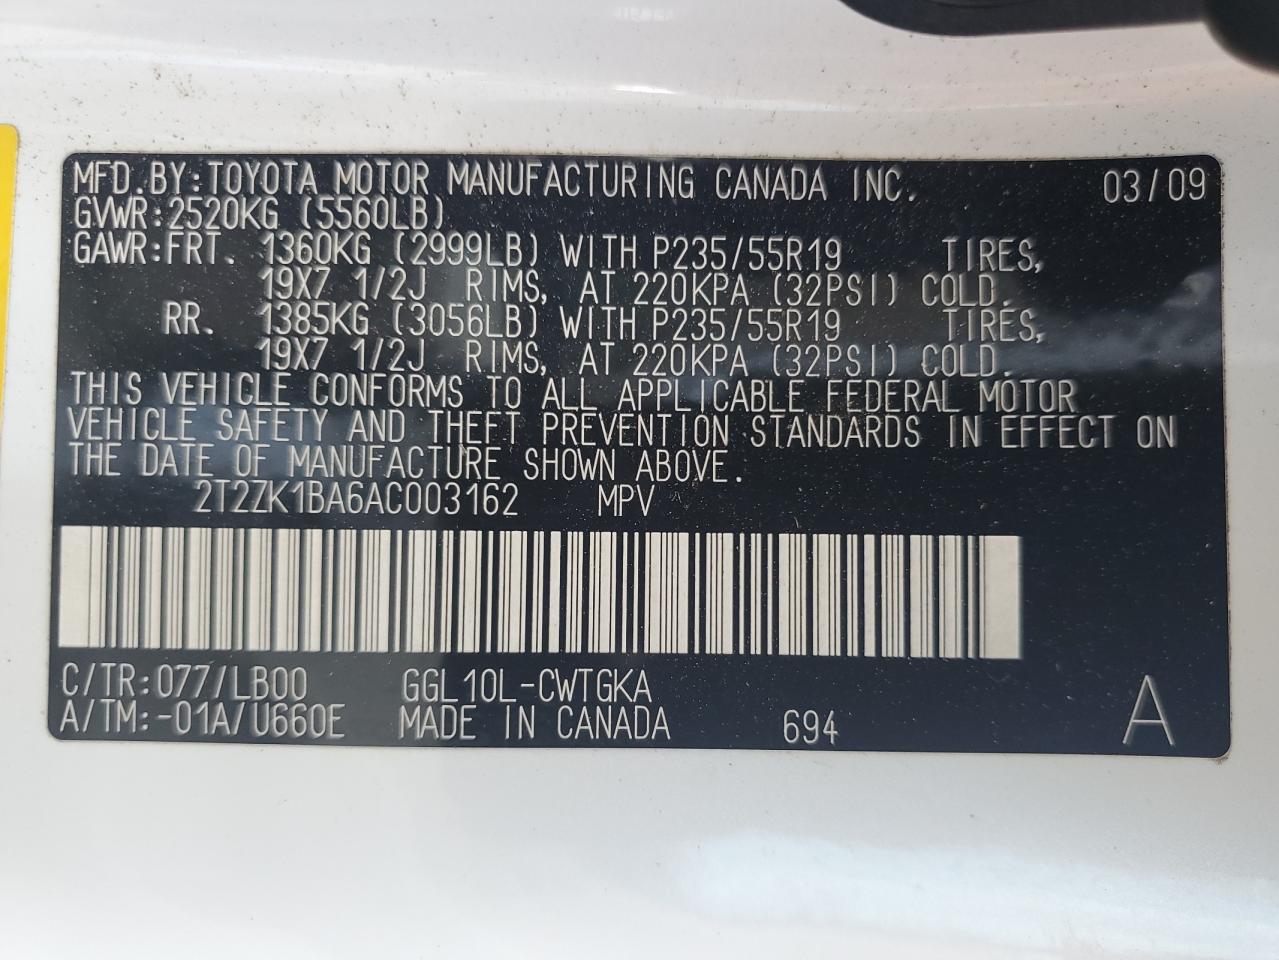 MFD.BY:TOYOTA MOTOR MANUFACTURING CANADA INC. 03/09
GVWR:2520KG (5560LB)
GAWR:FRT. 1360KG (2999LB) WITH P235/55R19 TIRES,
19X7 1/2J RIMS, AT 220KPA (32PSI) COLD.
RR. 1385KG (3056LB) WITH P235/55R19 TIRES,
19X7 1/2J RIMS, AT 220KPA (32PSI) COLD.
THIS VEHICLE CONFORMS TO ALL APPLICABLE FEDERAL MOTOR
VEHICLE SAFETY AND THEFT PREVENTION STANDARDS IN EFFECT ON
THE DATE OF MANUFACTURE SHOWN ABOVE.
2T2ZK1BA6AC003162 MPV
C/TR:077/LB00 GGL10L-CWTGKA
A/TM:-01A/U660E MADE IN CANADA 694 A